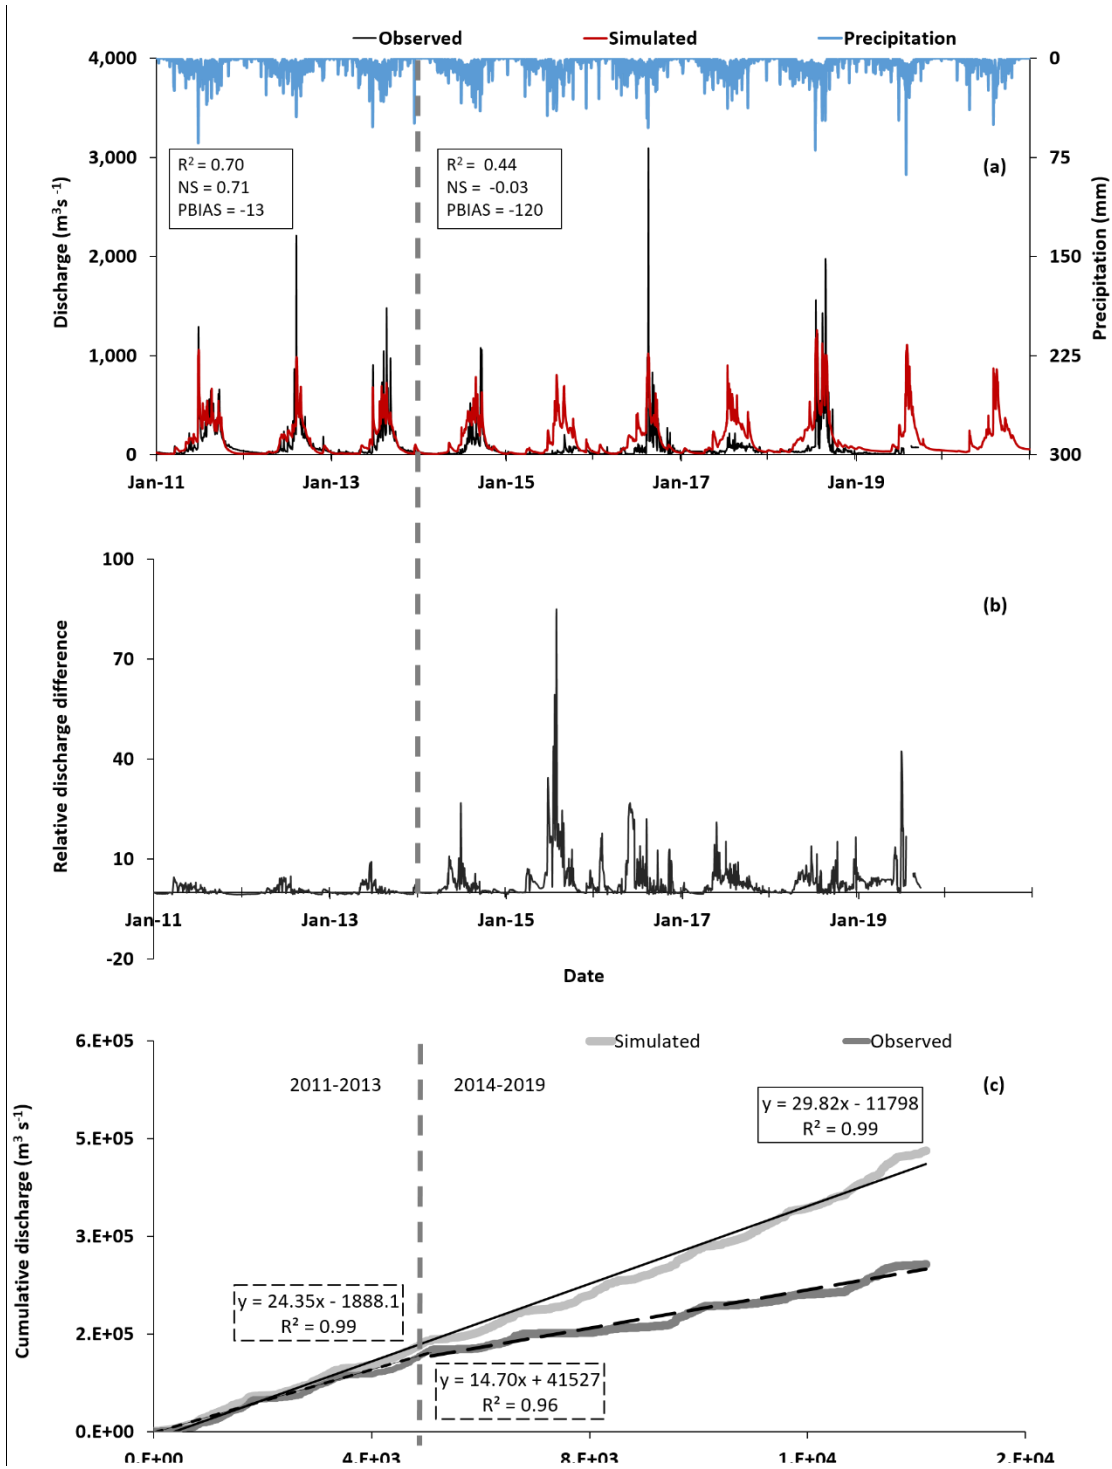 Observed Simulated Precipitation
4,000 0
(a)
R² = 0.70
NS = 0.71
PBIAS = -13
R² = 0.44
NS = -0.03
PBIAS = -120
3,000 75
Discharge (m³s⁻¹)
Precipitation (mm)
2,000 150
1,000 225
0 300
Jan-11 Jan-13 Jan-15 Jan-17 Jan-19
100
(b)
70
Relative discharge difference
40
10
Jan-11 Jan-13 Jan-15 Jan-17 Jan-19
-20
Date
6.E+05 Simulated Observed
2011-2013 2014-2019 (c)
y = 29.82x - 11798
R² = 0.99
5.E+05
Cumulative discharge (m³ s⁻¹)
3.E+05
y = 24.35x - 1888.1
R² = 0.99
2.E+05
y = 14.70x + 41527
R² = 0.96
0.E+00
0.E+00 4.E+03 8.E+03 1.E+04 2.E+04